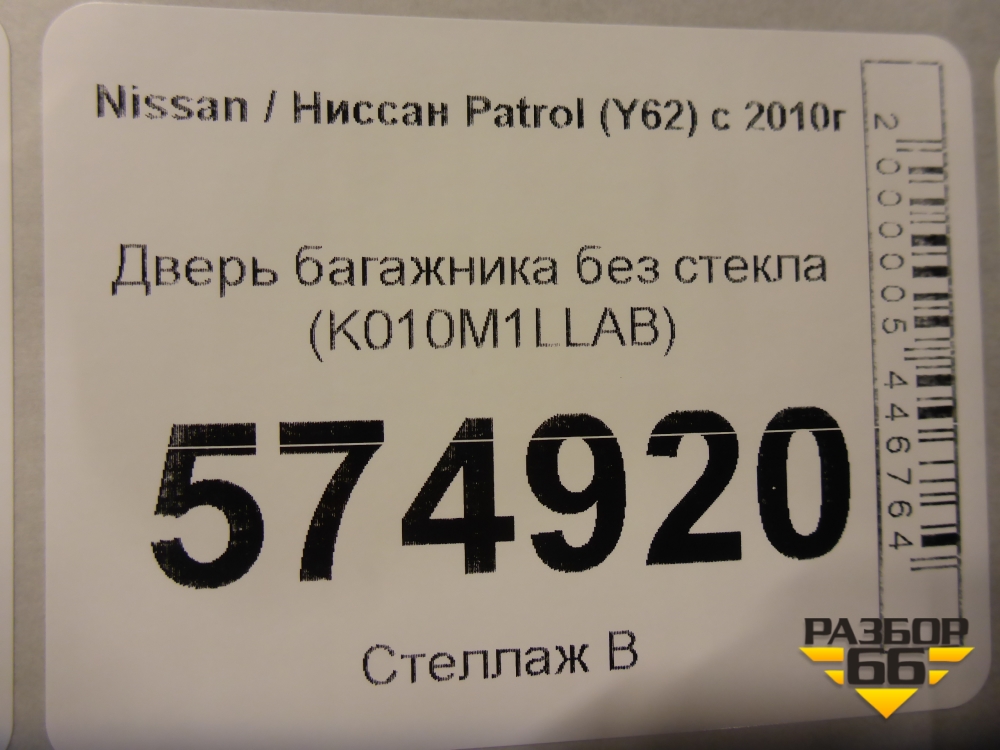 Nissan / Ниссан Patrol (Y62) с 2010г
Дверь багажника без стекла
(K010M1LLAB)
574920
Стеллаж В
2000005446764
РАЗБОР
66